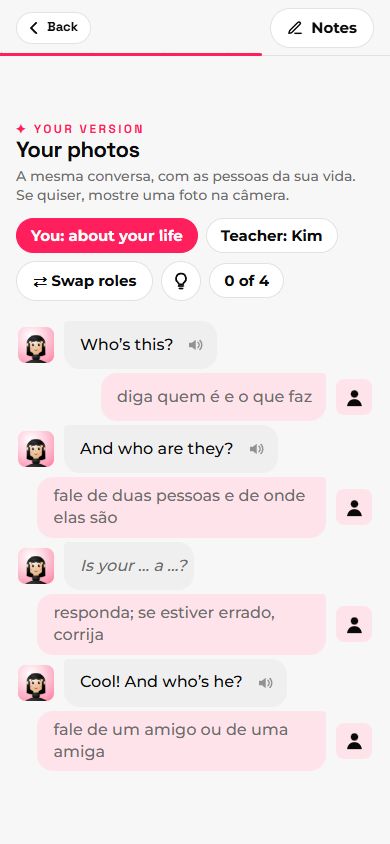 Back
Notes
YOUR VERSION
Your photos
A mesma conversa, com as pessoas da sua vida.
Se quiser, mostre uma foto na câmera.
You: about your life
Teacher: Kim
Swap roles
0 of 4
Who's this?
diga quem é e o que faz
And who are they?
fale de duas pessoas e de onde
elas são
Is your ... a ...?
responda; se estiver errado,
corrija
Cool! And who's he?
fale de um amigo ou de uma
amiga